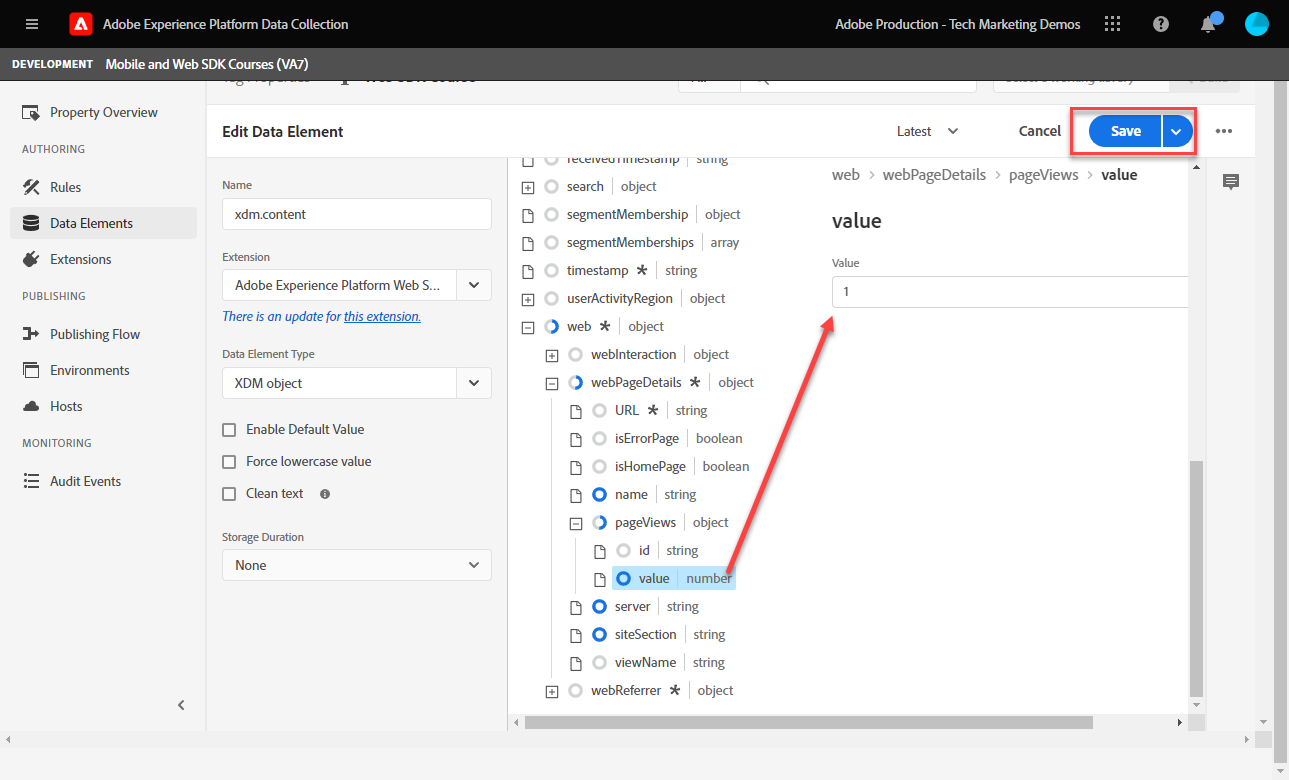 Adobe Experience Platform Data Collection
Adobe Production - Tech Marketing Demos
DEVELOPMENT Mobile and Web SDK Courses (VA7)
Property Overview
AUTHORING
Rules
Data Elements
Extensions
PUBLISHING
Publishing Flow
Environments
Hosts
MONITORING
Audit Events
Edit Data Element
Latest
Cancel
Save
Name
xdm.content
Extension
Adobe Experience Platform Web S...
There is an update for this extension.
Data Element Type
XDM object
Enable Default Value
Force lowercase value
Clean text
Storage Duration
None
receivedTimestamp string
search object
segmentMembership object
segmentMemberships array
timestamp * string
userActivityRegion object
web * object
webInteraction object
webPageDetails * object
URL * string
isErrorPage boolean
isHomePage boolean
name string
pageViews object
id string
value number
server string
siteSection string
viewName string
webReferrer * object
web > webPageDetails > pageViews > value
value
Value
1